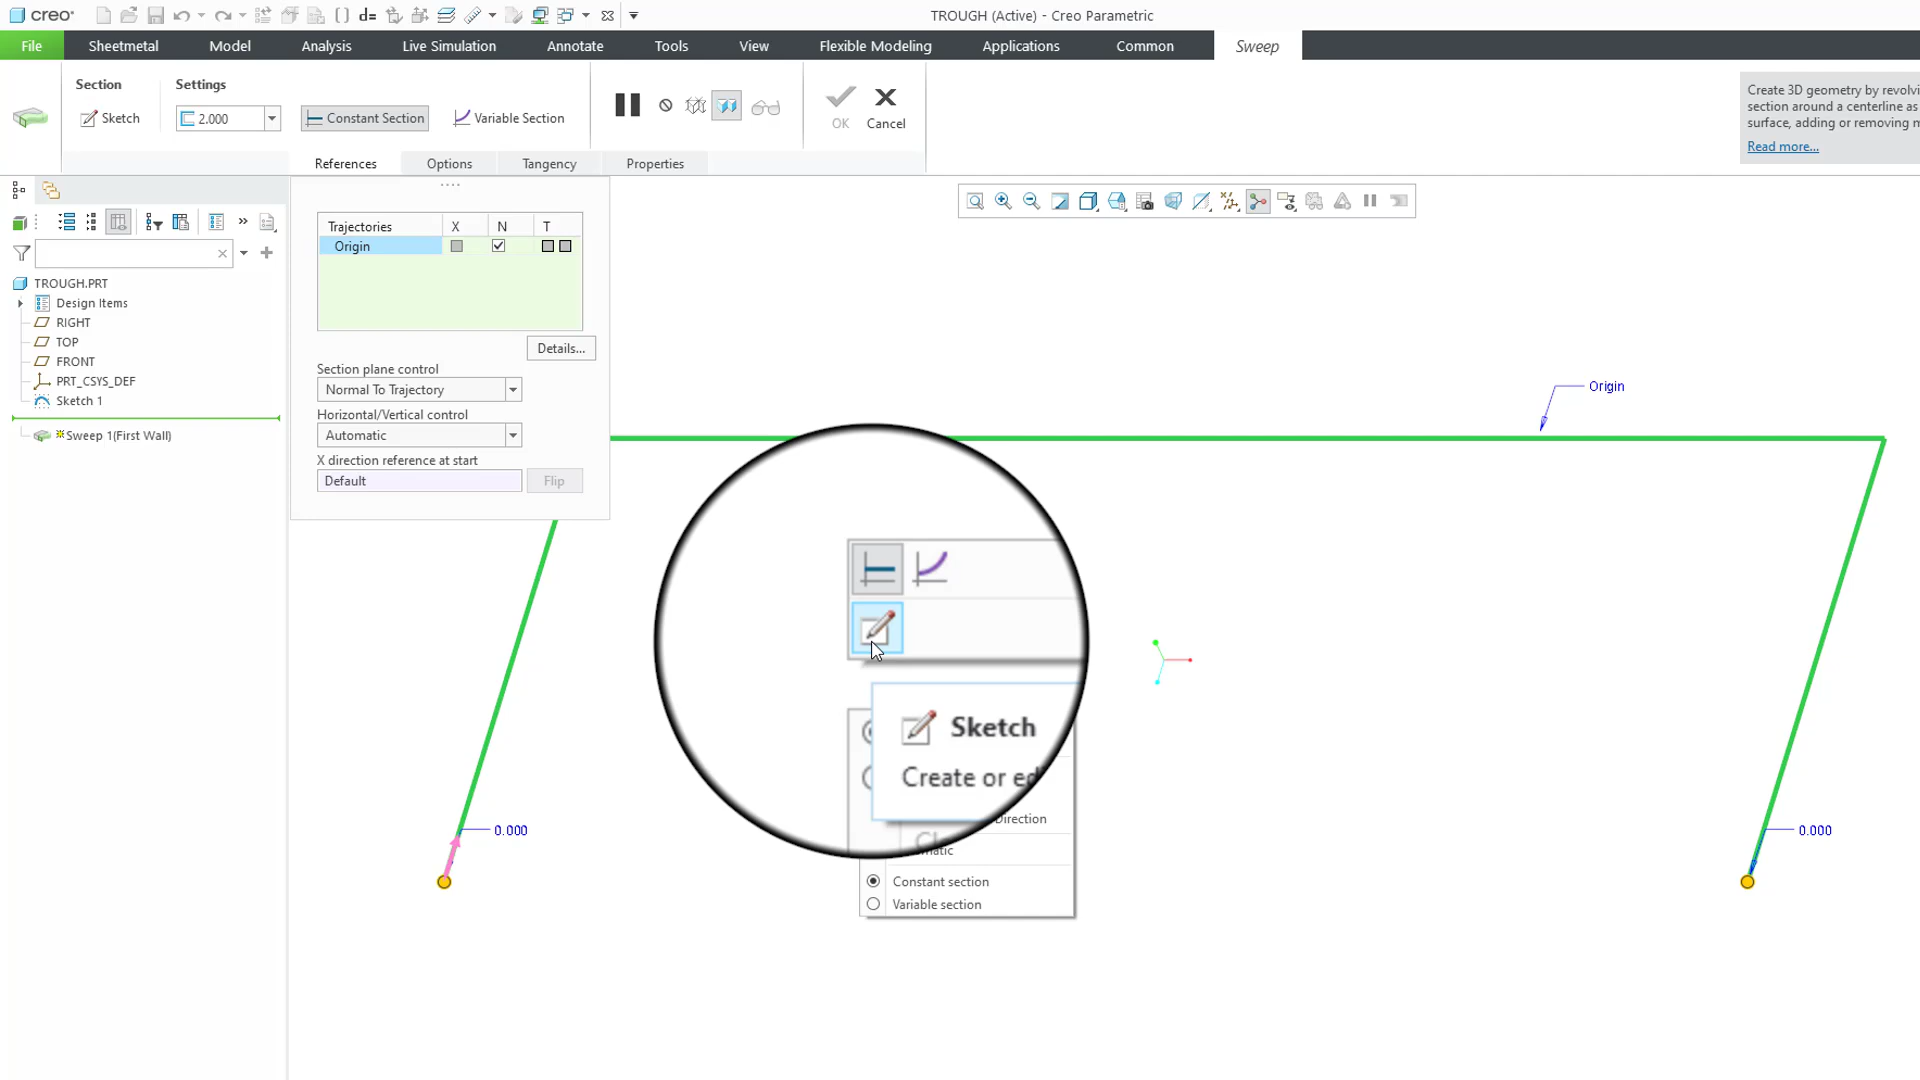 creo
d=
TROUGH (Active) - Creo Parametric
File
Sheetmetal
Model
Analysis
Live Simulation
Annotate
Tools
View
Flexible Modeling
Applications
Common
Sweep
Section
Settings
Sketch
2.000
Constant Section
Variable Section
OK
Cancel
References
Options
Tangency
Properties
Create 3D geometry by revolvi
section around a centerline as
surface, adding or removing m
Read more...
Trajectories X N T
Origin
Details...
Section plane control
Normal To Trajectory
Horizontal/Vertical control
Automatic
X direction reference at start
Default
Flip
TROUGH.PRT
Design Items
RIGHT
TOP
FRONT
PRT_CSYS_DEF
Sketch 1
Sweep 1(First Wall)
Origin
0.000
0.000
Sketch
Create or ed
Direction
matic
Constant section
Variable section